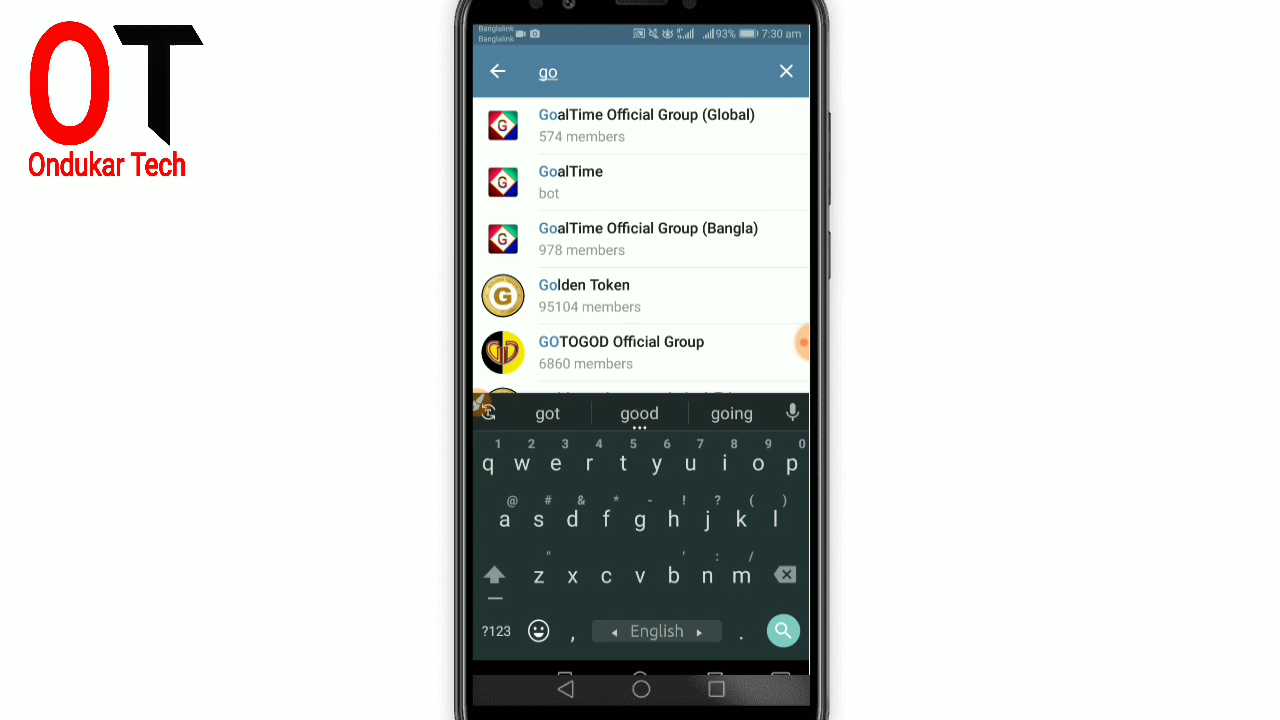 OT
Ondukar Tech
Banglalink
Banglalink
93% 7:30 am
go
GoalTime Official Group (Global)
574 members
GoalTime
bot
GoalTime Official Group (Bangla)
978 members
Golden Token
95104 members
GOTOGOD Official Group
6860 members
got good going
1 2 3 4 5 6 7 8 9 0
q w e r t y u i o p
@ # & * - ! ? ( )
a s d f g h j k l
" ' : /
z x c v b n m
?123 , English .